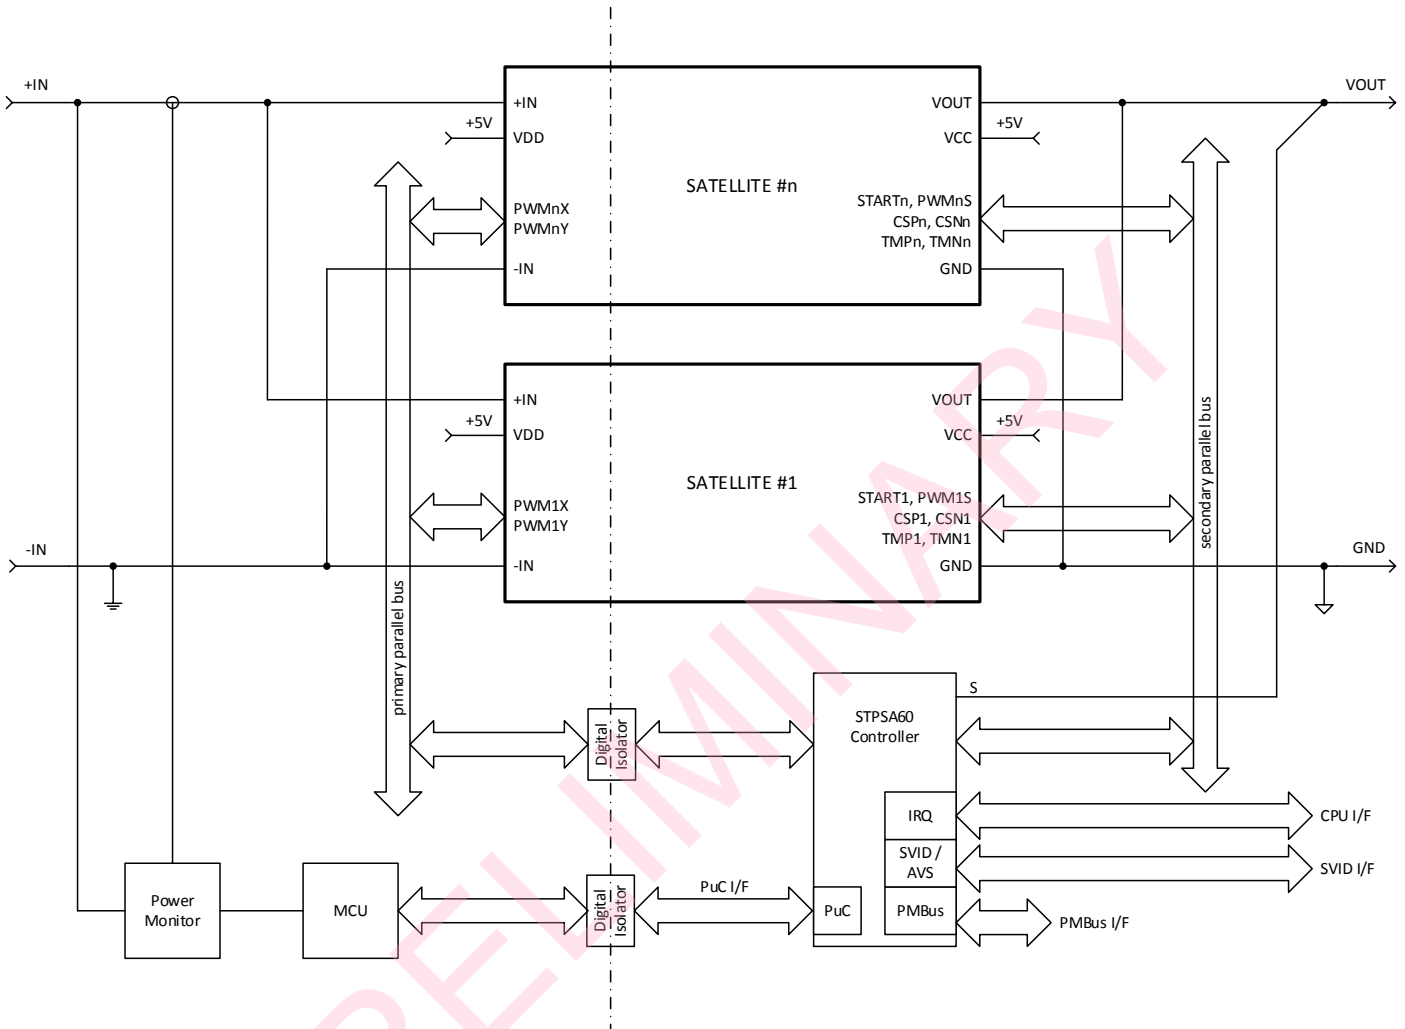 +IN
VOUT
+IN
VOUT
+5V
VDD
VCC
+5V
SATELLITE #n
PWMnX
PWMnY
STARTn, PWMnS
CSPn, CSNn
TMPn, TMNn
-IN
GND
+IN
VOUT
+5V
VDD
VCC
+5V
SATELLITE #1
PWM1X
PWM1Y
START1, PWM1S
CSP1, CSN1
TMP1, TMN1
secondary parallel bus
-IN
-IN
GND
GND
primary parallel bus
S
STPSA60
Controller
Digital
Isolator
IRQ
CPU I/F
SVID /
AVS
SVID I/F
Power
Monitor
MCU
Digital
Isolator
PuC I/F
PuC
PMBus
PMBus I/F
PRELIMINARY